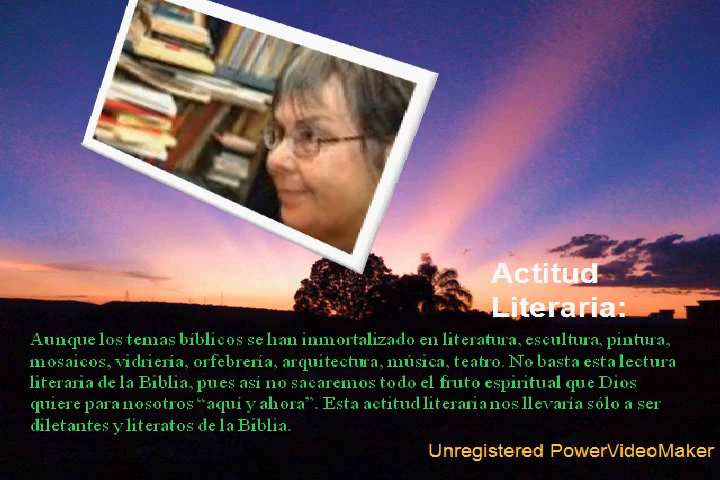 Actitud
Literaria:
Aunque los temas bíblicos se han inmortalizado en literatura, escultura, pintura,
mosaicos, vidriería, orfebrería, arquitectura, música, teatro. No basta esta lectura
literaria de la Biblia, pues así no sacaremos todo el fruto espiritual que Dios
quiere para nosotros “aquí y ahora”. Esta actitud literaria nos llevaría sólo a ser
diletantes y literatos de la Biblia.
Unregistered PowerVideoMaker